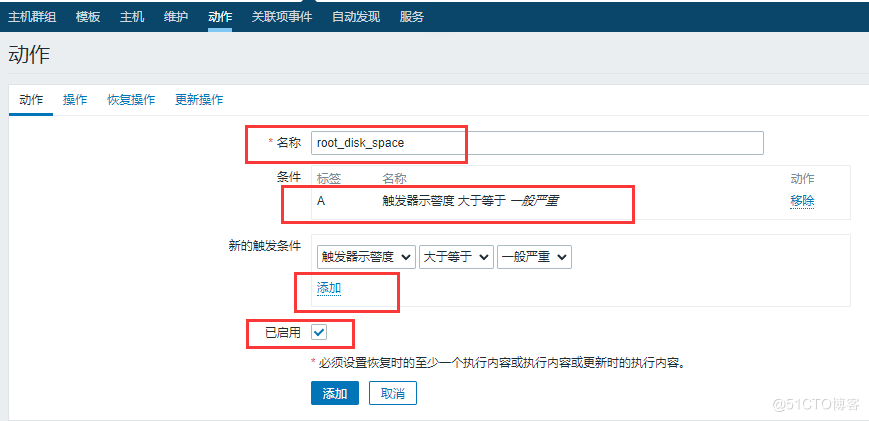 主机群组 模板 主机 维护 动作 关联项事件 自动发现 服务
动作
动作 操作 恢复操作 更新操作
* 名称 root_disk_space
条件 标签 名称 动作
A 触发器示警度 大于等于 一般严重 移除
新的触发条件 触发器示警度 大于等于 一般严重
添加
已启用
* 必须设置恢复时的至少一个执行内容或执行内容或更新时的执行内容。
添加 取消
@51CTO博客